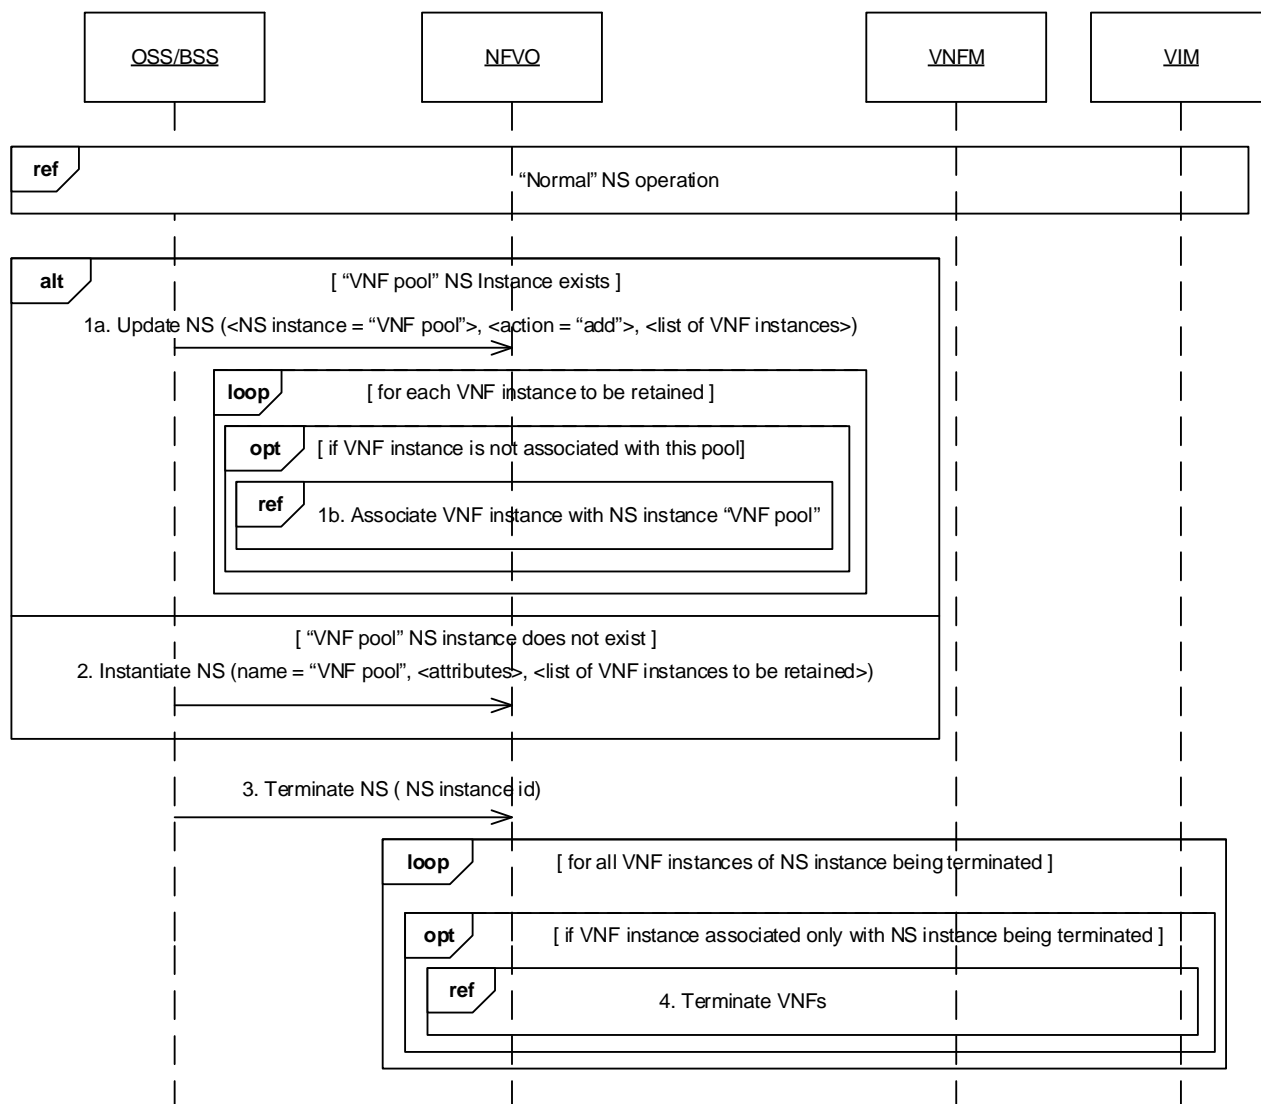 OSS/BSS NFVO VNFM VIM
ref
“Normal” NS operation
alt
[ “VNF pool” NS Instance exists ]
1a. Update NS (<NS instance = “VNF pool”>, <action = “add”>, <list of VNF instances>)
loop
[ for each VNF instance to be retained ]
opt
[ if VNF instance is not associated with this pool]
ref
1b. Associate VNF instance with NS instance “VNF pool”
[ “VNF pool” NS instance does not exist ]
2. Instantiate NS (name = “VNF pool”, <attributes>, <list of VNF instances to be retained>)
3. Terminate NS ( NS instance id)
loop
[ for all VNF instances of NS instance being terminated ]
opt
[ if VNF instance associated only with NS instance being terminated ]
ref
4. Terminate VNFs